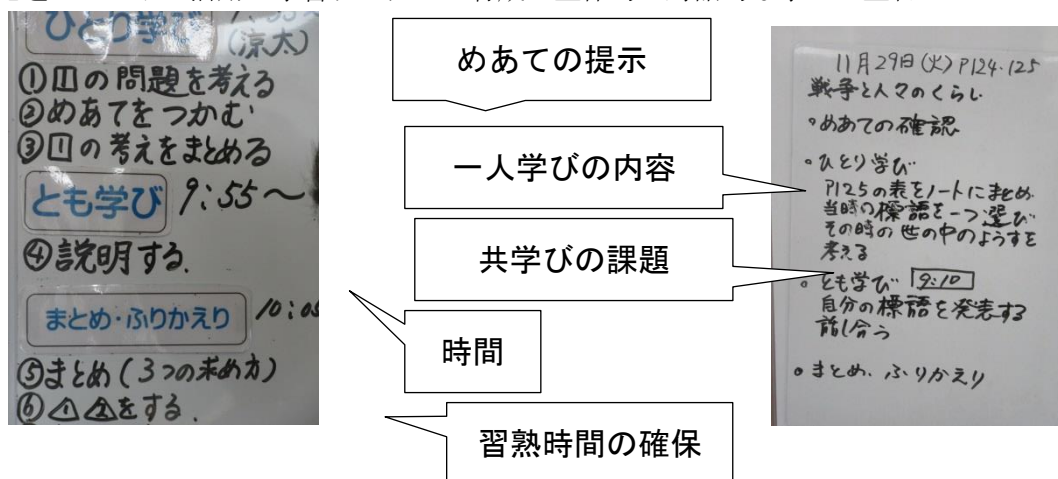 ひとり学び
(涼太)
①1の問題を考える
②めあてをつかむ
③1の考えをまとめる
とも学び 9:55〜
④説明する.
まとめ・ふりかえり 10:05
⑤まとめ(3つの求め方)
⑥△1△2をする.
めあての提示
一人学びの内容
共学びの課題
時間
習熟時間の確保
11月29日(火)P124.125
戦争と人々のくらし
・めあての確認
・ひとり学び
P125の表をノートにまとめ
当時の標語を一つ選び
その時の世の中のようすを
考える
・とも学び 9:10
自分の標語を発表する
話し合う
・まとめ、ふりかえり